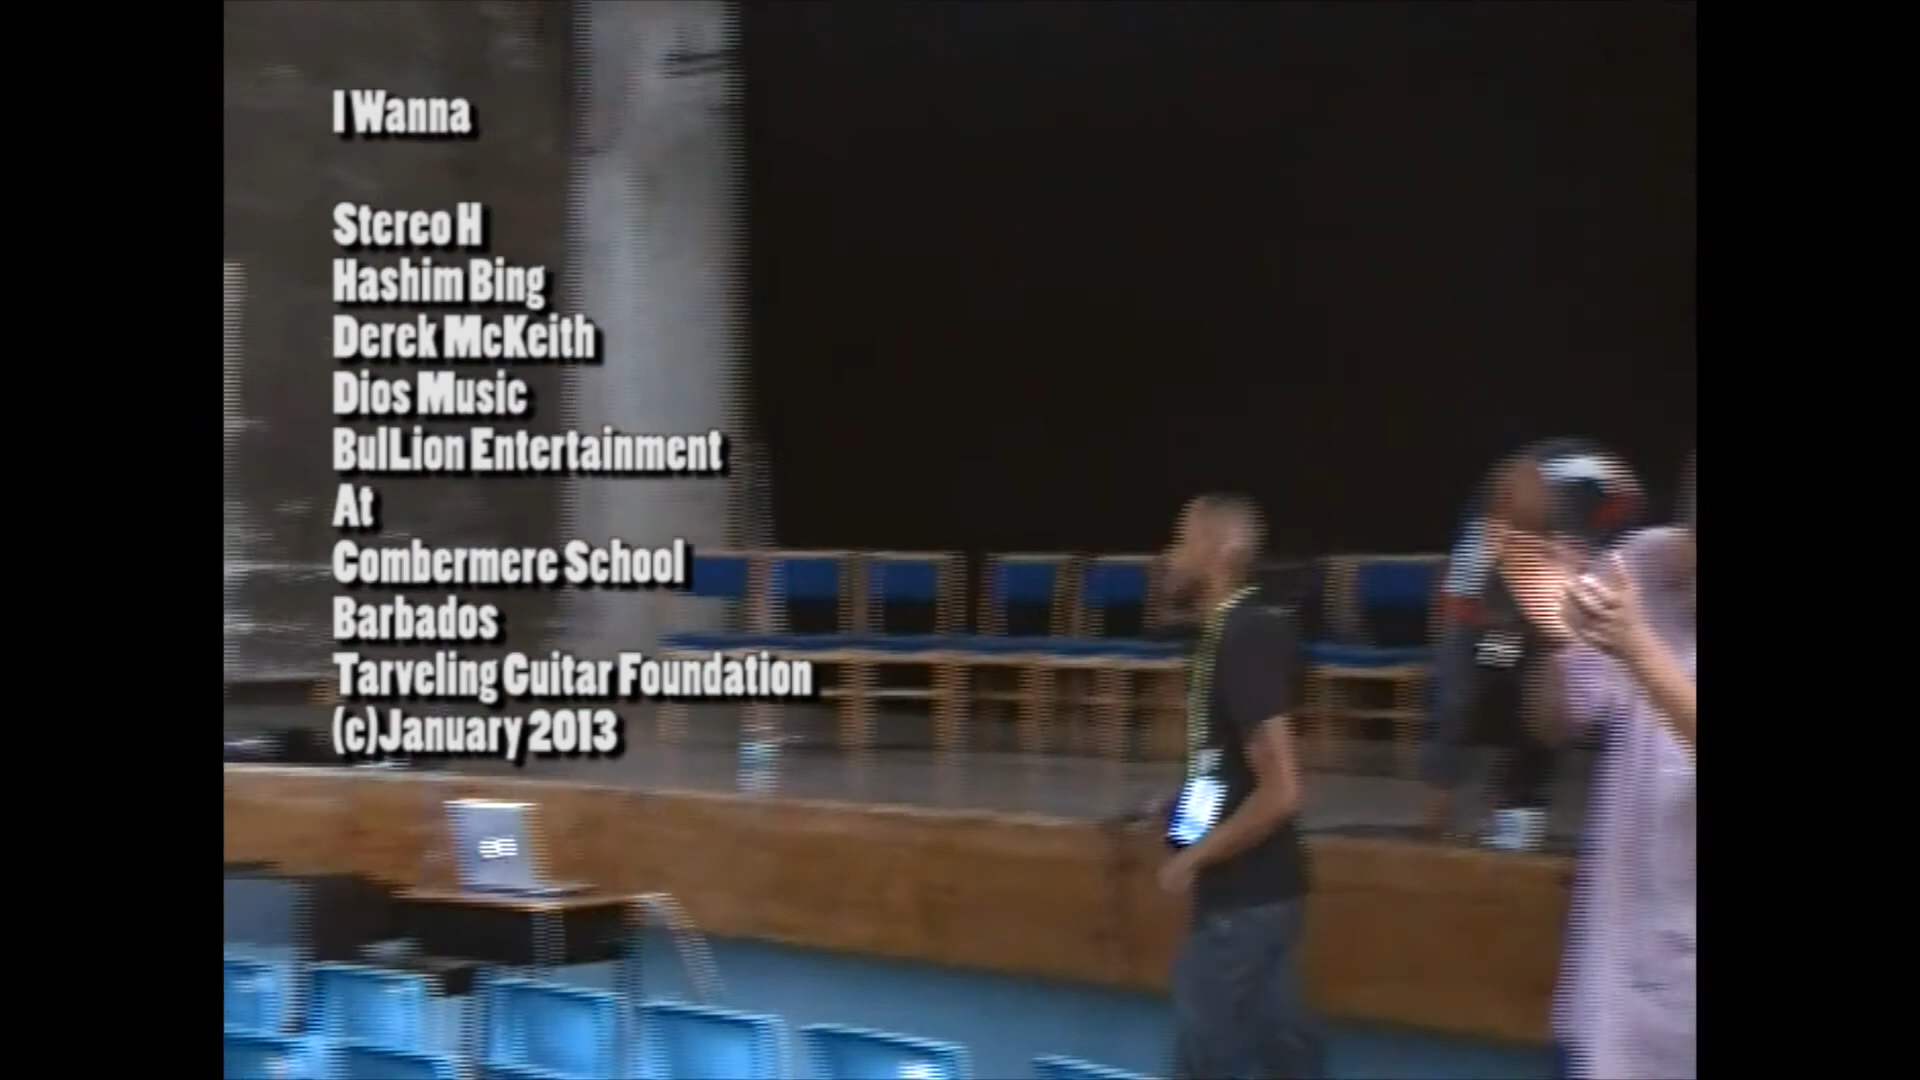 I Wanna
Stereo H
Hashim Bing
Derek McKeith
Dios Music
BulLion Entertainment
At
Combermere School
Barbados
Tarveling Guitar Foundation
(c)January 2013